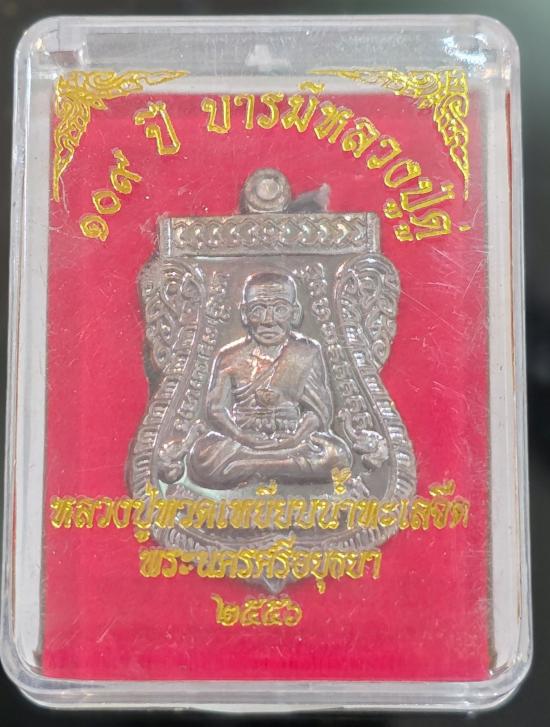 ๑๐๙ ปี บารมีหลวงปู่ดู่
หลวงปู่ทวดเหยียบน้ำทะเลจืด
พระนครศรีอยุธยา
๒๕๕๖